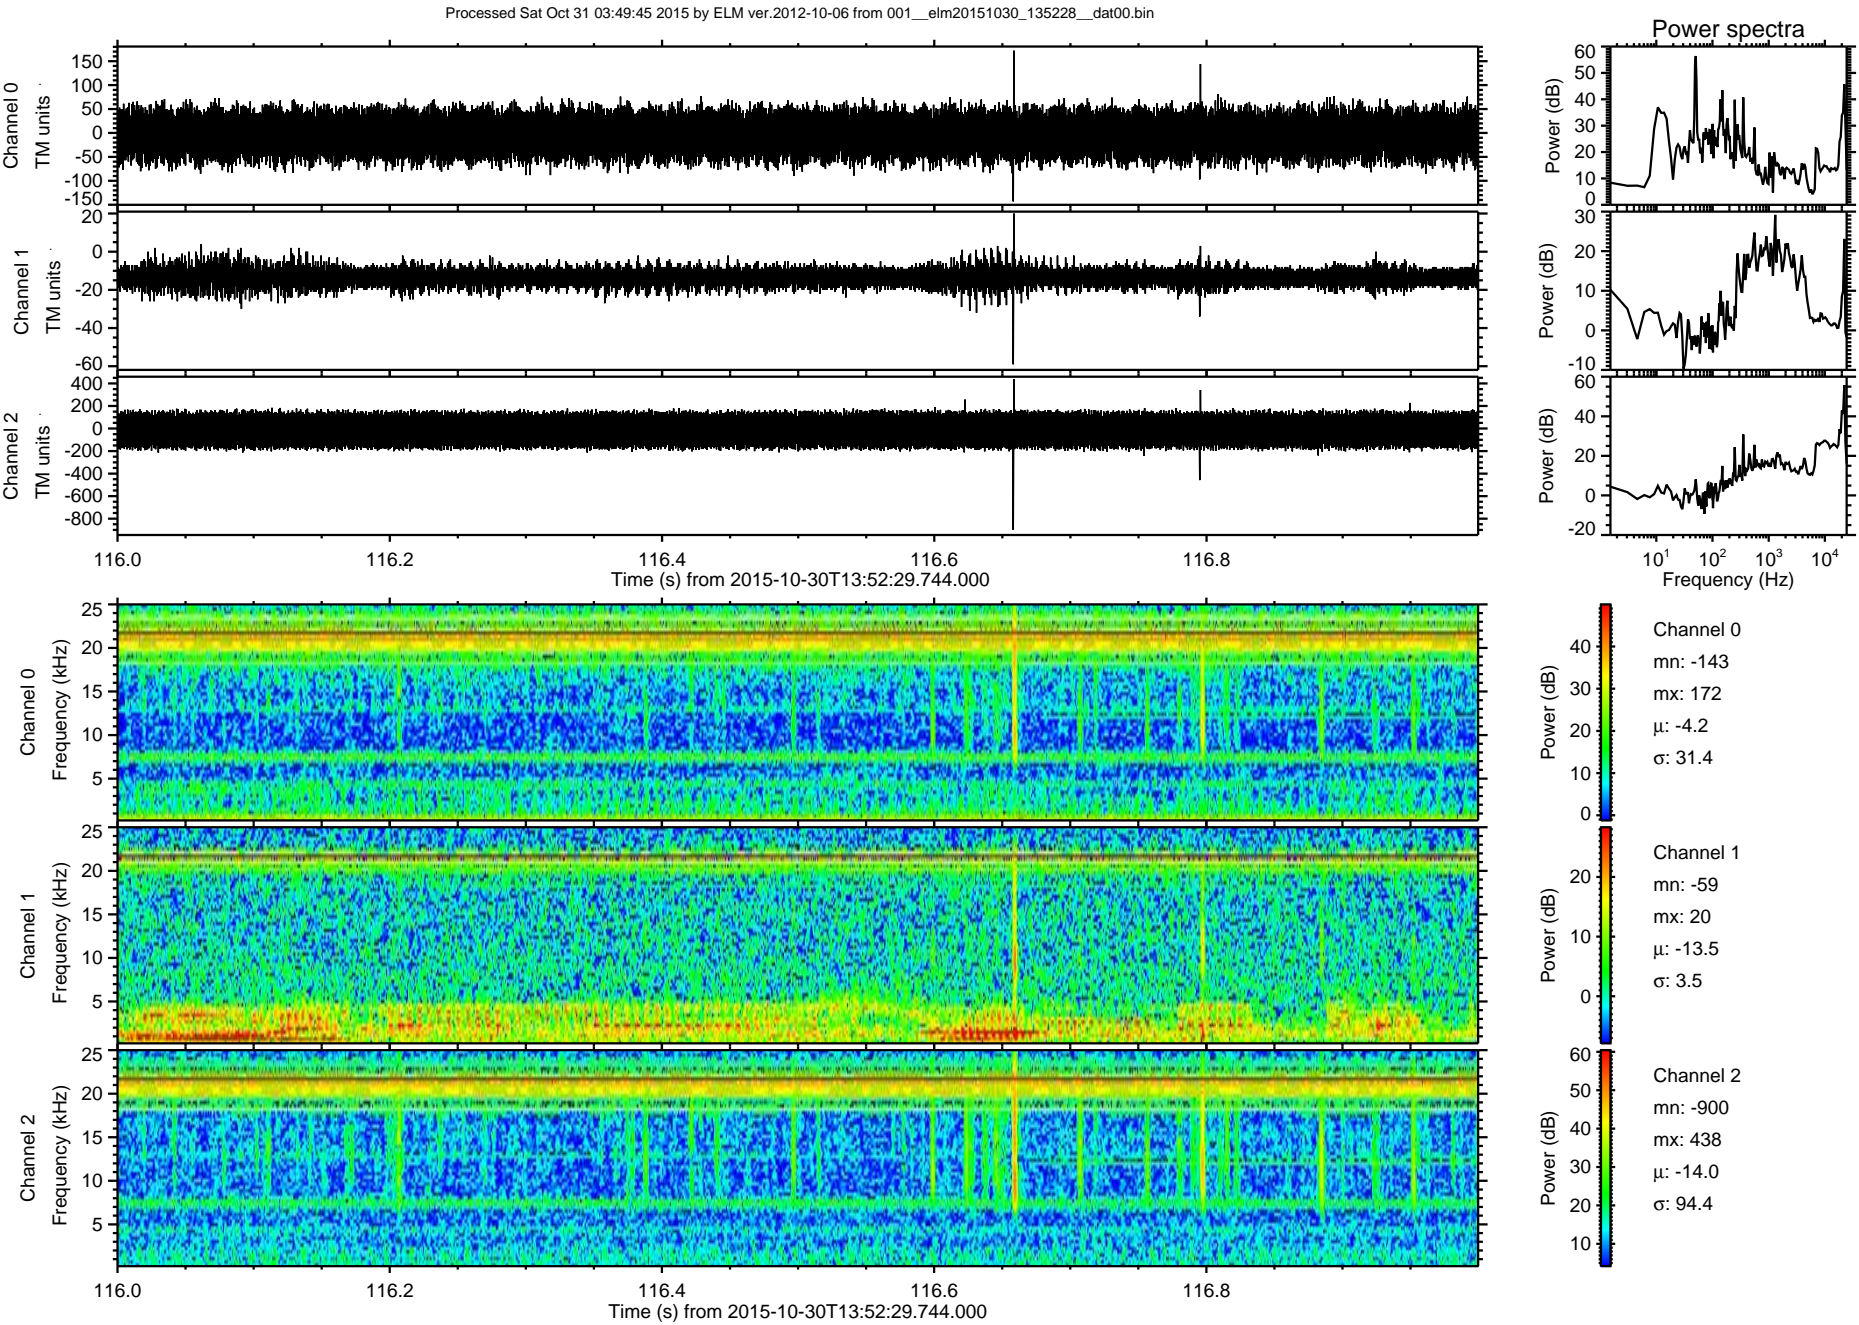 Processed Sat Oct 31 03:49:45 2015 by ELM ver.2012-10-06 from 001__elm20151030_135228__dat00.bin
Power spectra
Channel 0
TM units
150
100
50
0
-50
-100
-150
Power (dB)
60
50
40
30
20
10
0
Channel 1
TM units
20
0
-20
-40
-60
Power (dB)
30
20
10
0
-10
Channel 2
TM units
400
200
0
-200
-400
-600
-800
Power (dB)
60
40
20
0
-20
116.0 116.2 116.4 116.6 116.8
Time (s) from 2015-10-30T13:52:29.744.000
10¹ 10² 10³ 10⁴
Frequency (Hz)
Channel 0
Frequency (kHz)
25
20
15
10
5
Power (dB)
40
30
20
10
0
Channel 0
mn: -143
mx: 172
µ: -4.2
σ: 31.4
Channel 1
Frequency (kHz)
25
20
15
10
5
Power (dB)
20
10
0
Channel 1
mn: -59
mx: 20
µ: -13.5
σ: 3.5
Channel 2
Frequency (kHz)
25
20
15
10
5
Power (dB)
60
50
40
30
20
10
Channel 2
mn: -900
mx: 438
µ: -14.0
σ: 94.4
116.0 116.2 116.4 116.6 116.8
Time (s) from 2015-10-30T13:52:29.744.000